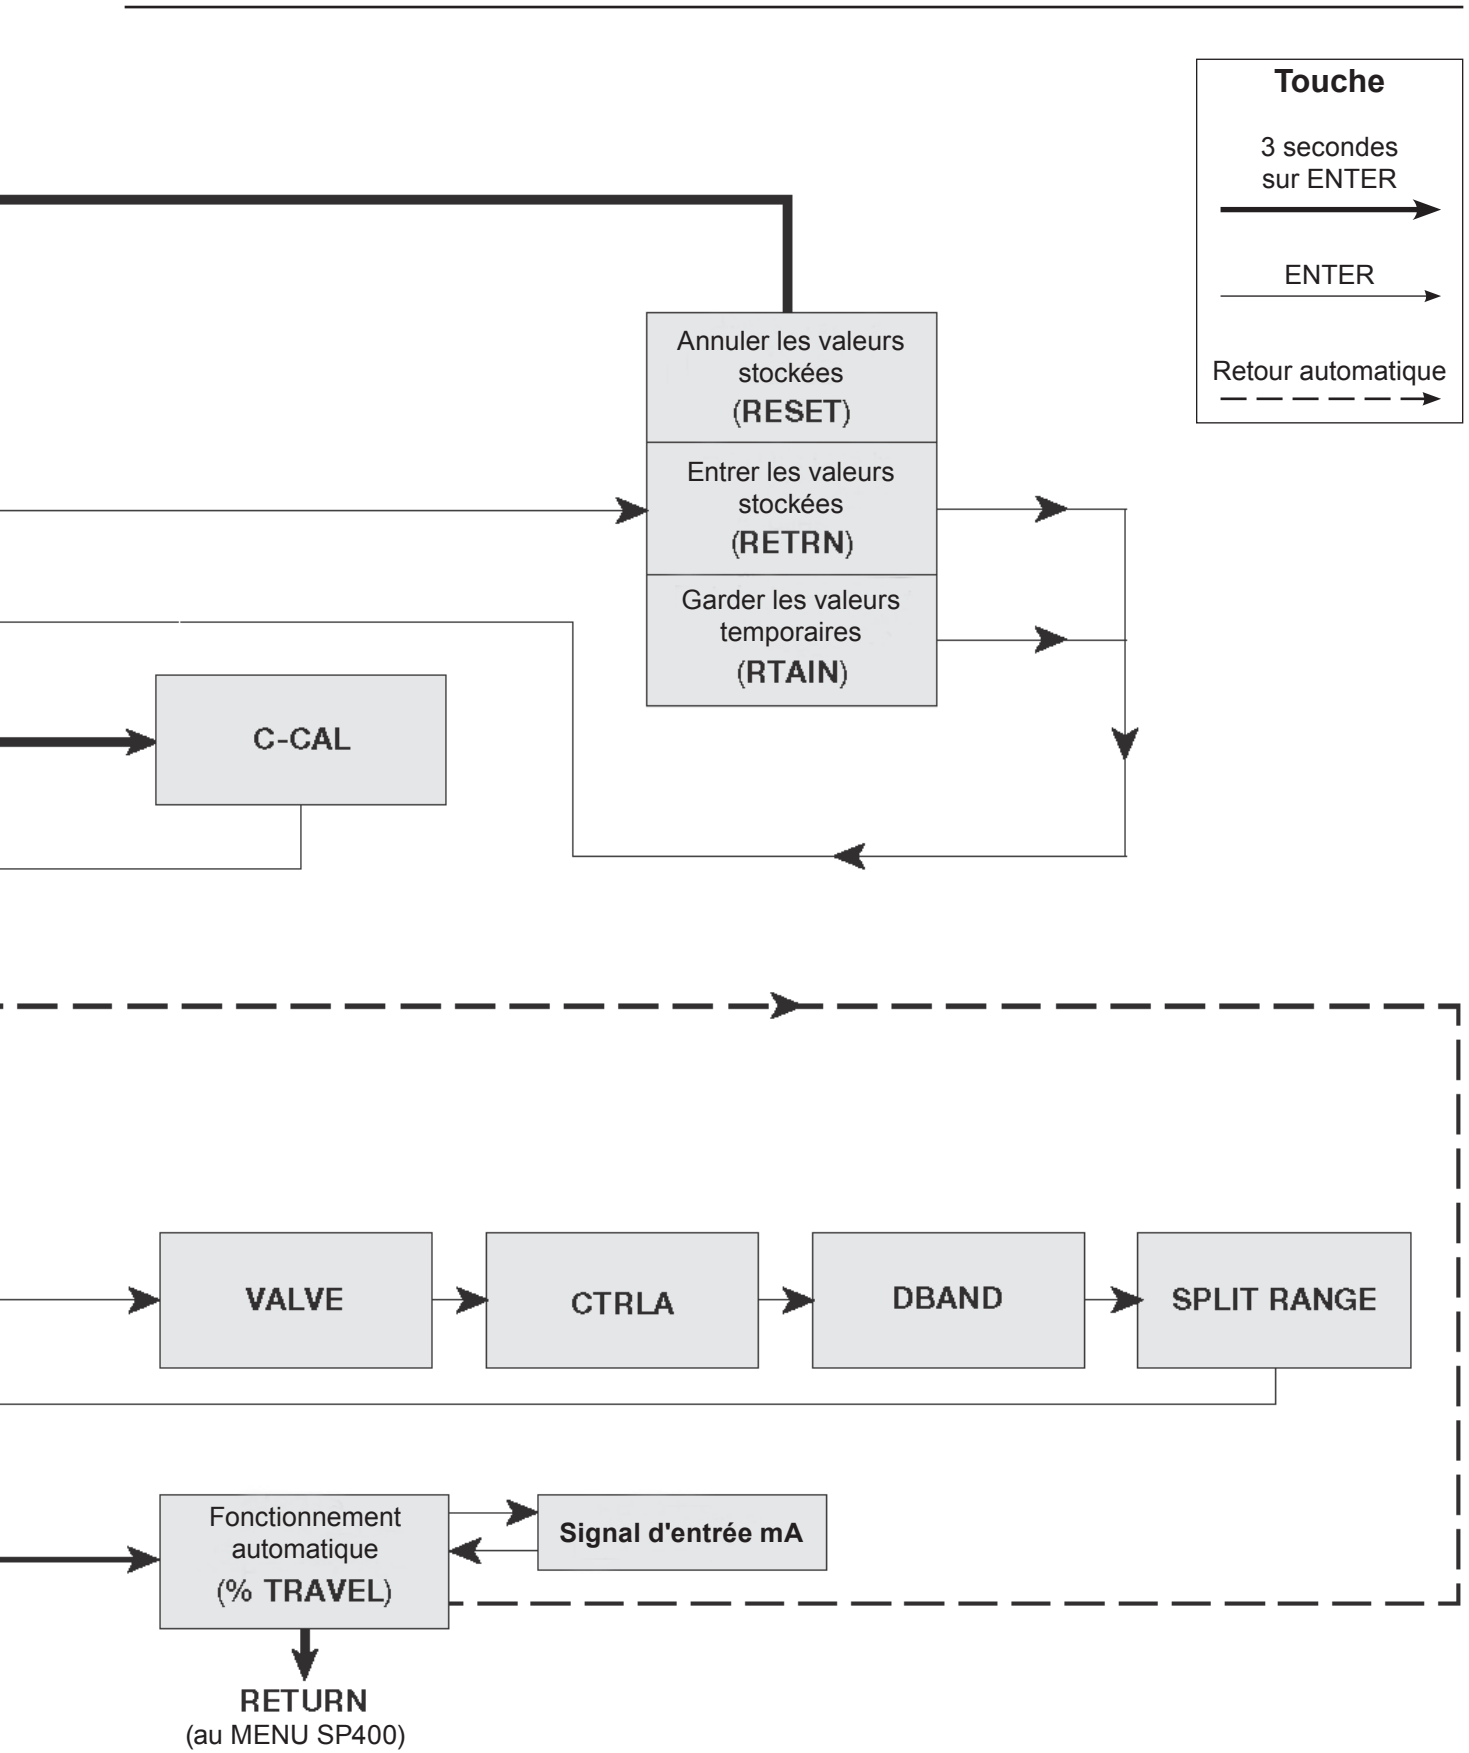 Touche
3 secondes
sur ENTER
ENTER
Retour automatique
Annuler les valeurs
stockées
(RESET)
Entrer les valeurs
stockées
(RETRN)
Garder les valeurs
temporaires
(RTAIN)
C-CAL
VALVE
CTRLA
DBAND
SPLIT RANGE
Fonctionnement
automatique
(% TRAVEL)
Signal d'entrée mA
RETURN
(au MENU SP400)